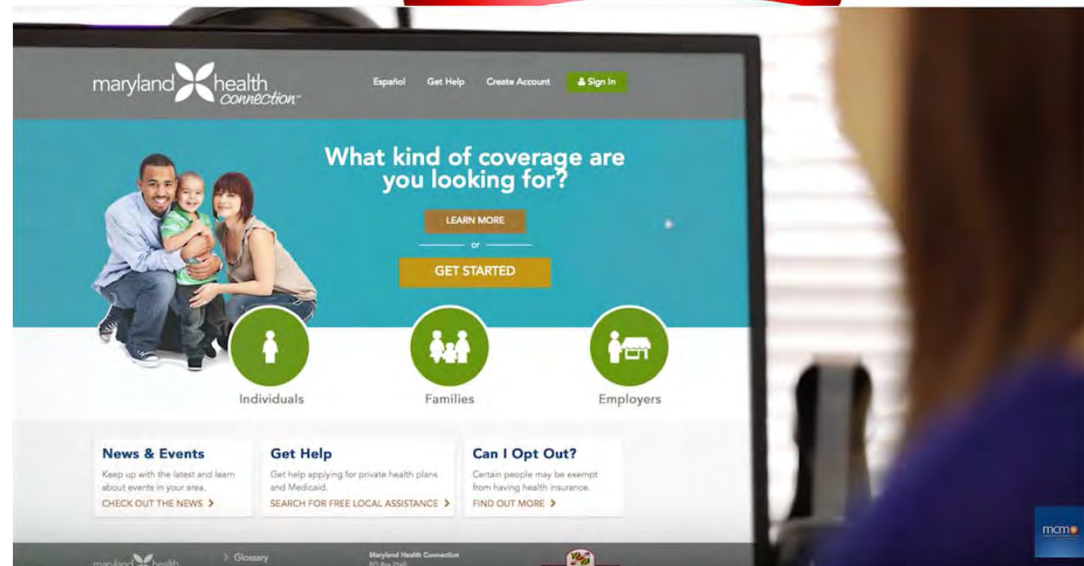 maryland health
connection
Español Get Help Create Account Sign In
What kind of coverage are
you looking for?
LEARN MORE
or
GET STARTED
Individuals Families Employers
News & Events
Keep up with the latest and learn
about events in your area.
CHECK OUT THE NEWS >
Get Help
Get help applying for private health plans
and Medicaid.
SEARCH FOR FREE LOCAL ASSISTANCE >
Can I Opt Out?
Certain people may be exempt
from having health insurance.
FIND OUT MORE >
maryland health
> Glossary
Maryland Health Connection
PO Box
mcm